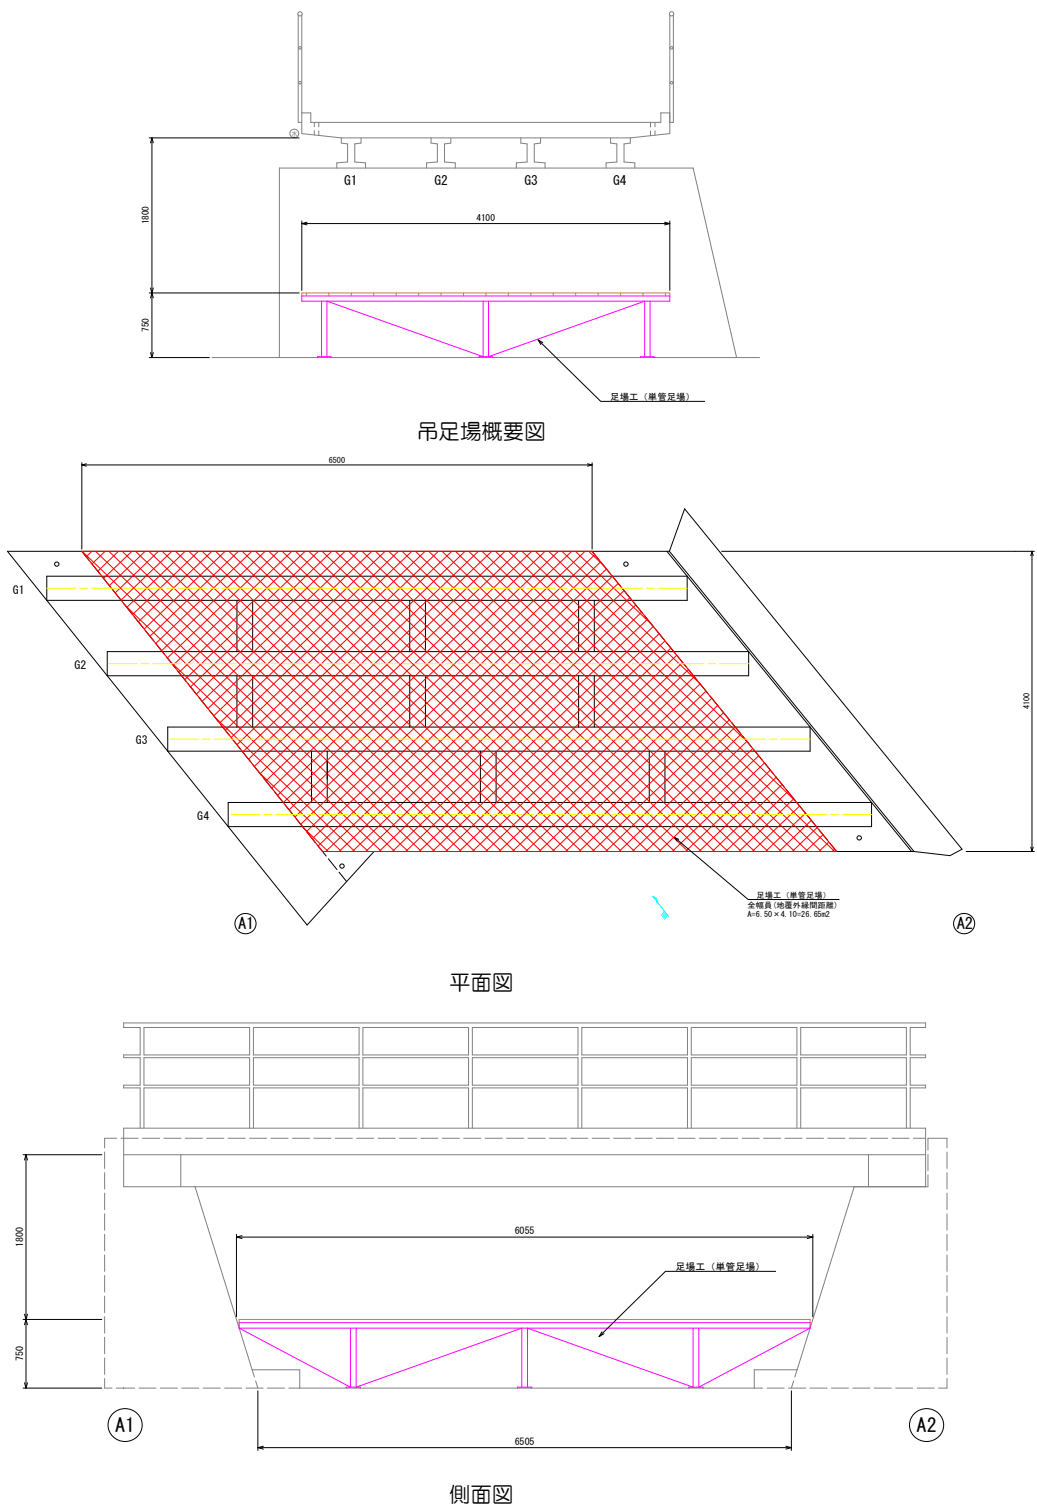 G1
G2
G3
G4
4100
1800
750
足場工（単管足場）
吊足場概要図
6500
G1
G2
G3
G4
4100
足場工（単管足場）
全幅員(地覆外縁間距離)
A=6.50×4.10=26.65m2
A1
A2
平面図
1800
6055
足場工（単管足場）
750
A1
A2
6505
側面図